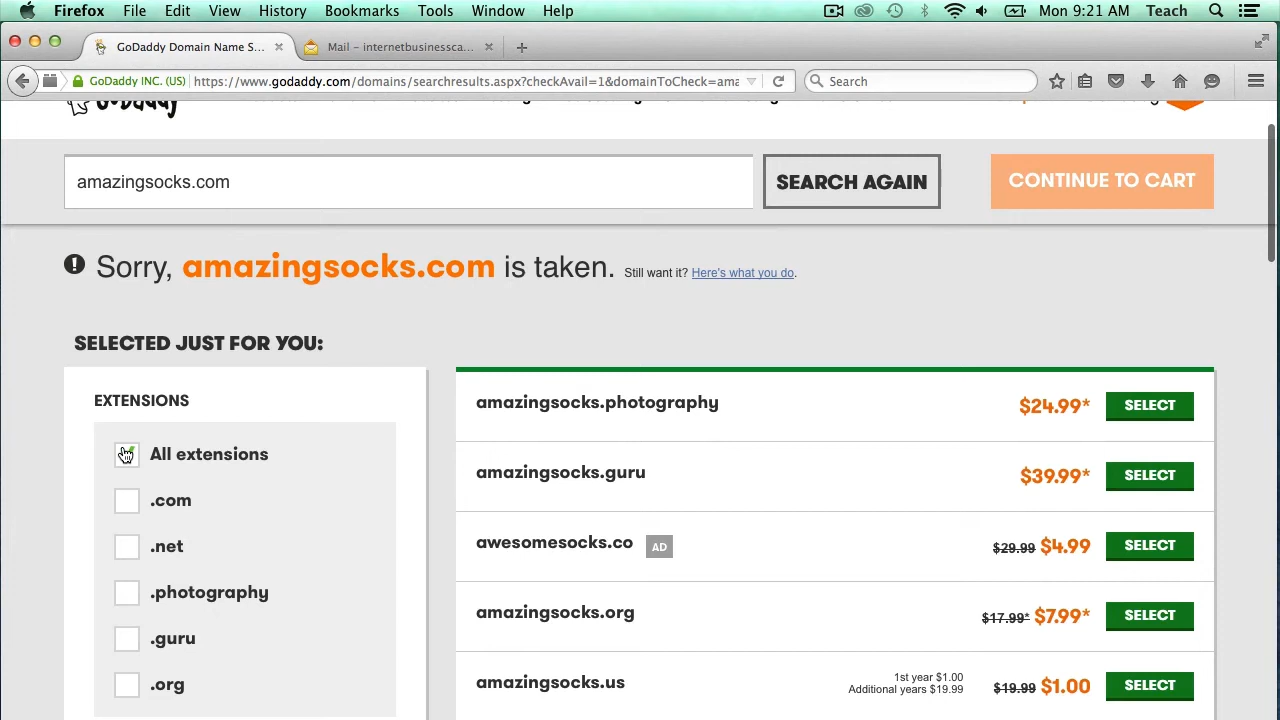 Firefox File Edit View History Bookmarks Tools Window Help Mon 9:21 AM Teach
GoDaddy Domain Name S... Mail – internetbusinessca...
GoDaddy INC. (US) https://www.godaddy.com/domains/searchresults.aspx?checkAvail=1&domainToCheck=ama Search
GoDaddy
amazingsocks.com SEARCH AGAIN CONTINUE TO CART
Sorry, amazingsocks.com is taken. Still want it? Here's what you do.
SELECTED JUST FOR YOU:
EXTENSIONS
All extensions
.com
.net
.photography
.guru
.org
amazingsocks.photography $24.99* SELECT
amazingsocks.guru $39.99* SELECT
awesomesocks.co AD $29.99 $4.99 SELECT
amazingsocks.org $17.99* $7.99* SELECT
amazingsocks.us 1st year $1.00 Additional years $19.99 $19.99 $1.00 SELECT